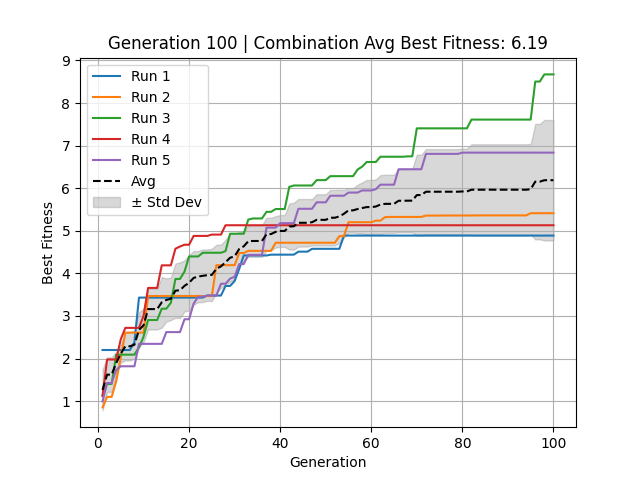 Generation 100 | Combination Avg Best Fitness: 6.19
Best Fitness
9
8
7
6
5
4
3
2
1
Run 1
Run 2
Run 3
Run 4
Run 5
Avg
± Std Dev
0 20 40 60 80 100
Generation